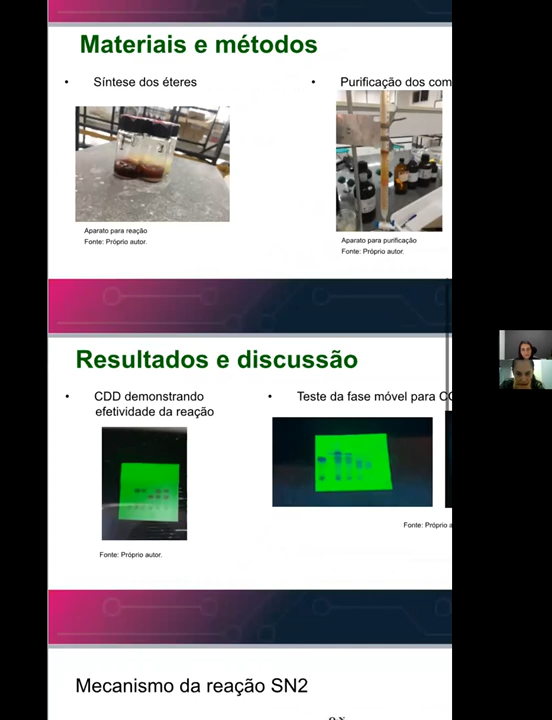 Materiais e métodos
• Síntese dos éteres
• Purificação dos com
Aparato para reação
Fonte: Próprio autor.
Aparato para purificação
Fonte: Próprio autor.
Resultados e discussão
• CDD demonstrando
efetividade da reação
• Teste da fase móvel para CC
Fonte: Próprio a
Fonte: Próprio autor.
Mecanismo da reação SN2